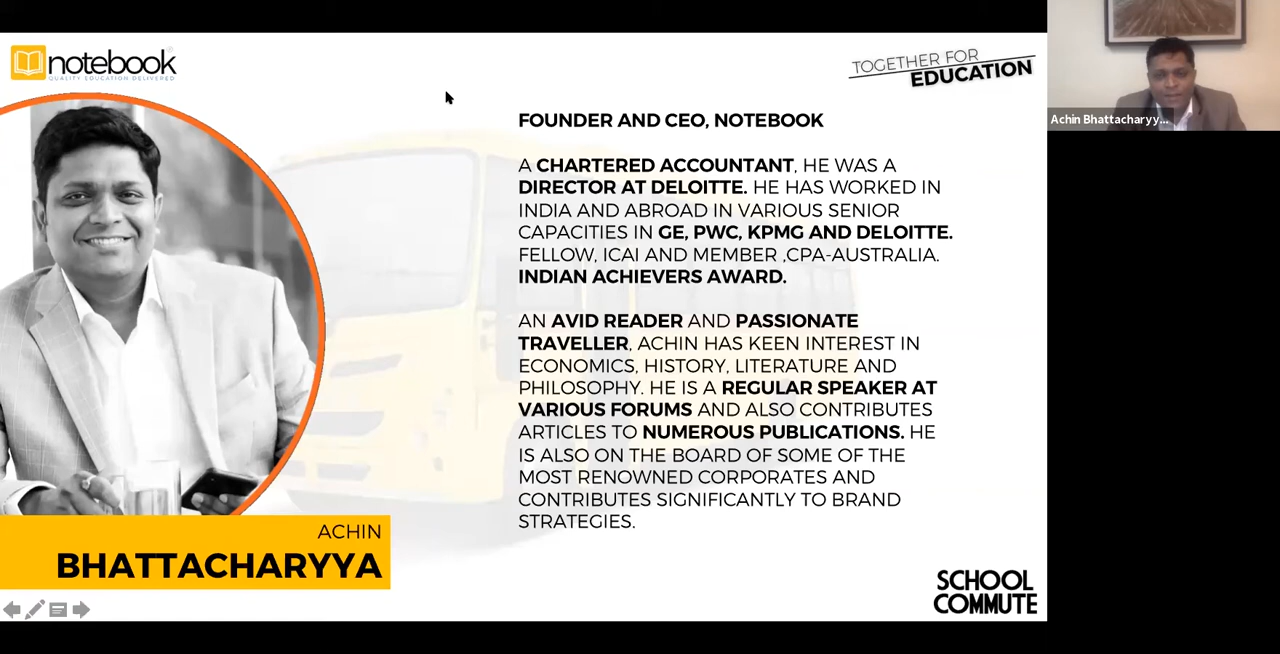 notebook
QUALITY EDUCATION DELIVERED
TOGETHER FOR
EDUCATION
Achin Bhattacharyy...
FOUNDER AND CEO, NOTEBOOK
A CHARTERED ACCOUNTANT, HE WAS A
DIRECTOR AT DELOITTE. HE HAS WORKED IN
INDIA AND ABROAD IN VARIOUS SENIOR
CAPACITIES IN GE, PWC, KPMG AND DELOITTE.
FELLOW, ICAI AND MEMBER ,CPA-AUSTRALIA.
INDIAN ACHIEVERS AWARD.
AN AVID READER AND PASSIONATE
TRAVELLER, ACHIN HAS KEEN INTEREST IN
ECONOMICS, HISTORY, LITERATURE AND
PHILOSOPHY. HE IS A REGULAR SPEAKER AT
VARIOUS FORUMS AND ALSO CONTRIBUTES
ARTICLES TO NUMEROUS PUBLICATIONS. HE
IS ALSO ON THE BOARD OF SOME OF THE
MOST RENOWNED CORPORATES AND
CONTRIBUTES SIGNIFICANTLY TO BRAND
STRATEGIES.
ACHIN
BHATTACHARYYA
SCHOOL
COMMUTE